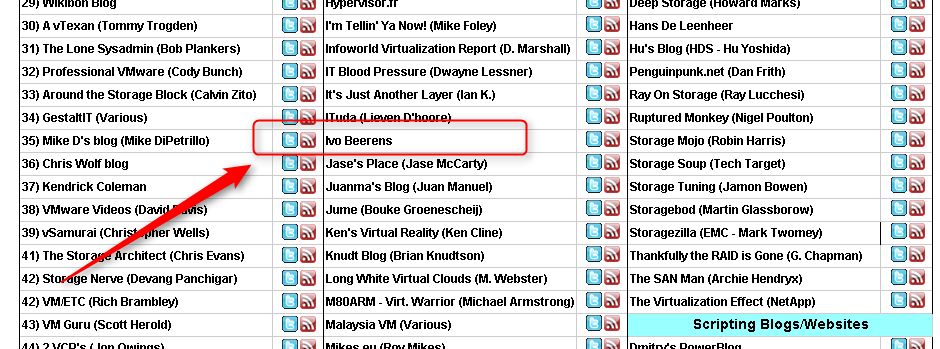 29) Wikibon Blog
Hypervisor.fr
Deep Storage (Howard Marks)
30) A vTexan (Tommy Trogden)
I'm Tellin' Ya Now! (Mike Foley)
Hans De Leenheer
31) The Lone Sysadmin (Bob Plankers)
Infoworld Virtualization Report (D. Marshall)
Hu's Blog (HDS - Hu Yoshida)
32) Professional VMware (Cody Bunch)
IT Blood Pressure (Dwayne Lessner)
Penguinpunk.net (Dan Frith)
33) Around the Storage Block (Calvin Zito)
It's Just Another Layer (Ian K.)
Ray On Storage (Ray Lucchesi)
34) GestaltIT (Various)
ITuda (Lieven D'hoore)
Ruptured Monkey (Nigel Poulton)
35) Mike D's blog (Mike DiPetrillo)
Ivo Beerens
Storage Mojo (Robin Harris)
36) Chris Wolf blog
Jase's Place (Jase McCarty)
Storage Soup (Tech Target)
37) Kendrick Coleman
Juanma's Blog (Juan Manuel)
Storage Tuning (Jamon Bowen)
38) VMware Videos (David Davis)
Jume (Bouke Groenescheij)
Storagebod (Martin Glassborow)
39) vSamurai (Christopher Wells)
Ken's Virtual Reality (Ken Cline)
Storagezilla (EMC - Mark Twomey)
41) The Storage Architect (Chris Evans)
Knudt Blog (Brian Knudtson)
Thankfully the RAID is Gone (G. Chapman)
42) Storage Nerve (Devang Panchigar)
Long White Virtual Clouds (M. Webster)
The SAN Man (Archie Hendryx)
42) VM/ETC (Rich Brambley)
M80ARM - Virt. Warrior (Michael Armstrong)
The Virtualization Effect (NetApp)
43) VM Guru (Scott Herold)
Malaysia VM (Various)
Scripting Blogs/Websites
44) 2 VCP's (Jon Owings)
Mikes.eu (Roy Mikes)
Dmitry's PowerBlog